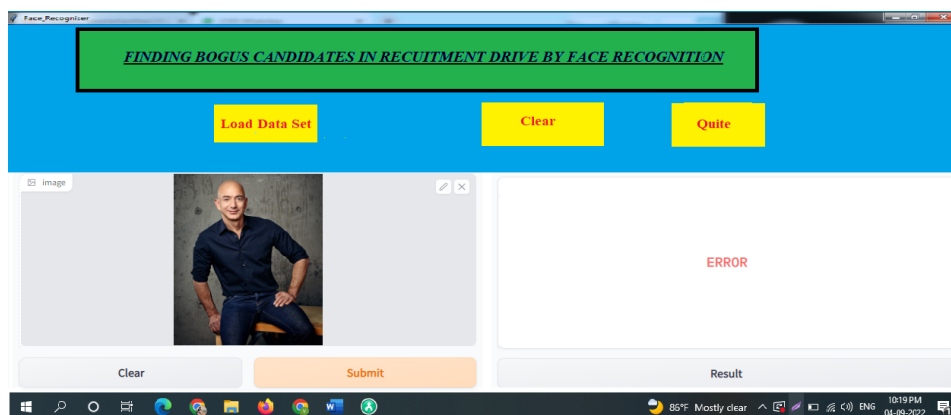 Face_Recogniser
FINDING BOGUS CANDIDATES IN RECUITMENT DRIVE BY FACE RECOGNITION
Load Data Set
Clear
Quite
image
ERROR
Clear
Submit
Result
86°F Mostly clear
ENG
10:19 PM
04-09-2022